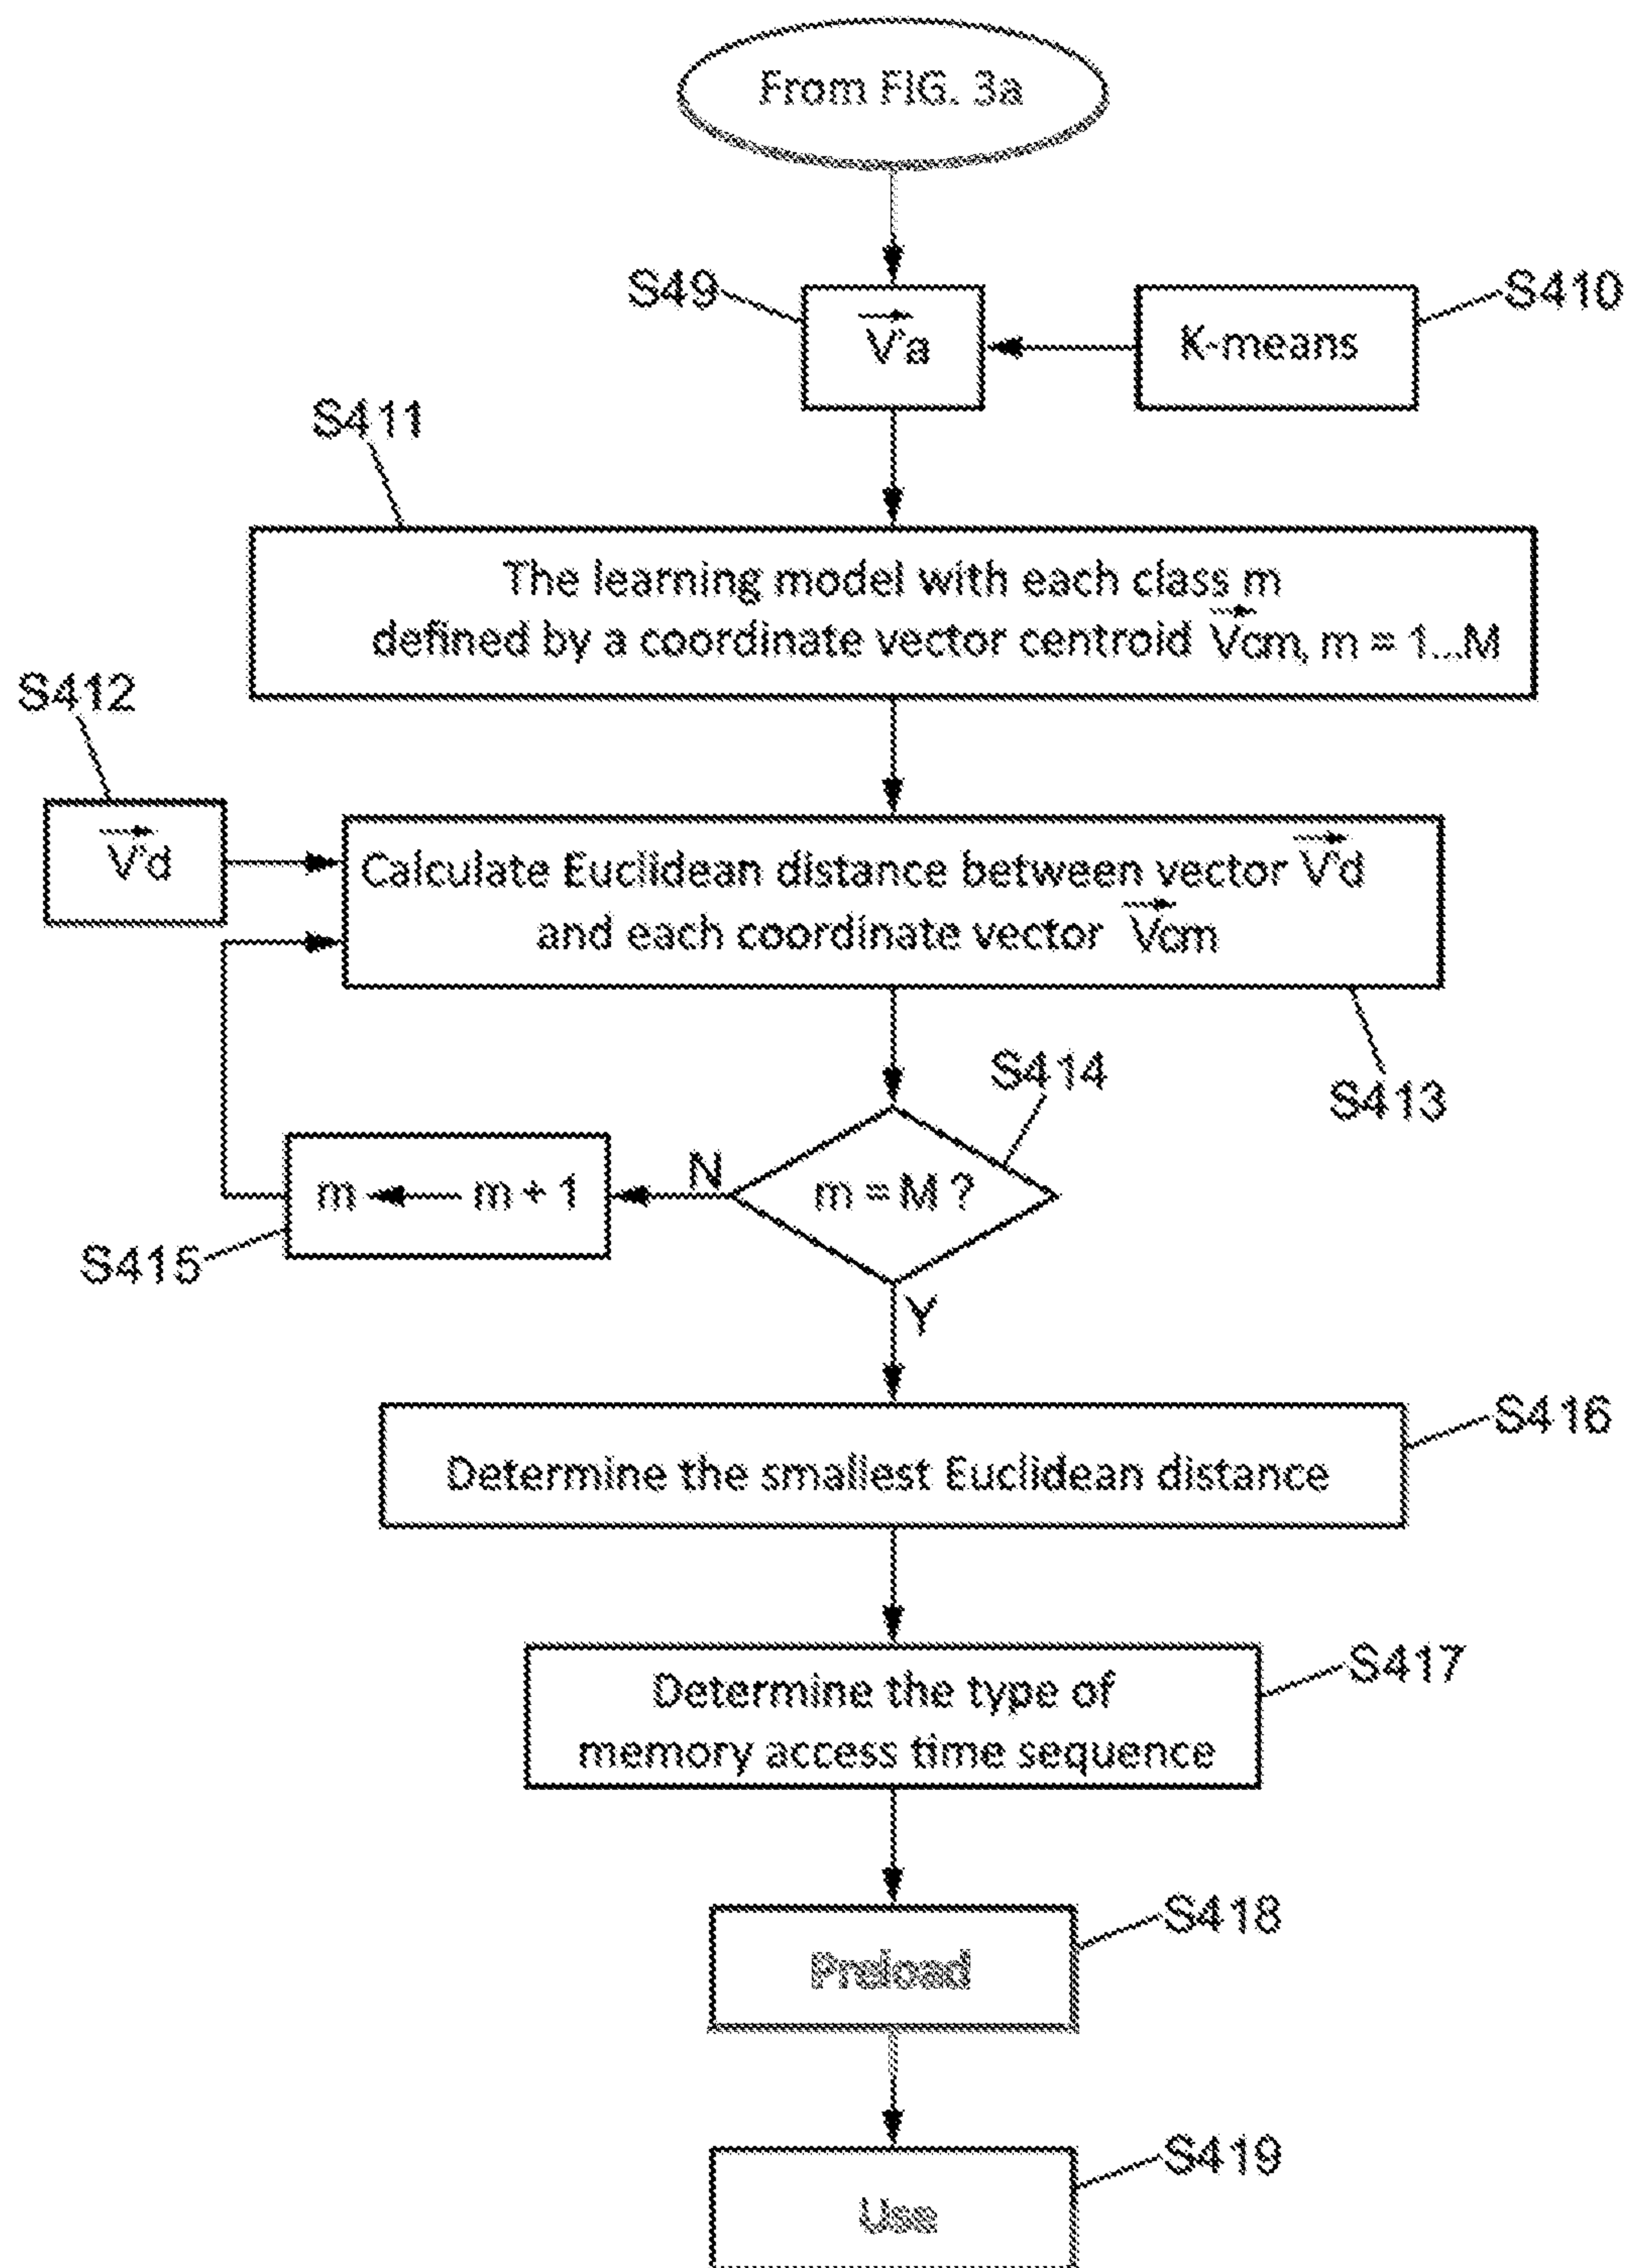 From FIG. 3a
S49
V'a
K-means
S410
S411
The learning model with each class m
defined by a coordinate vector centroid Vcm, m = 1...M
S412
V'd
Calculate Euclidean distance between vector V'd
and each coordinate vector Vcm
S413
S414
m = M ?
N
m ← m + 1
S415
Y
Determine the smallest Euclidean distance
S416
Determine the type of
memory access time sequence
S417
Preload
S418
Use
S419